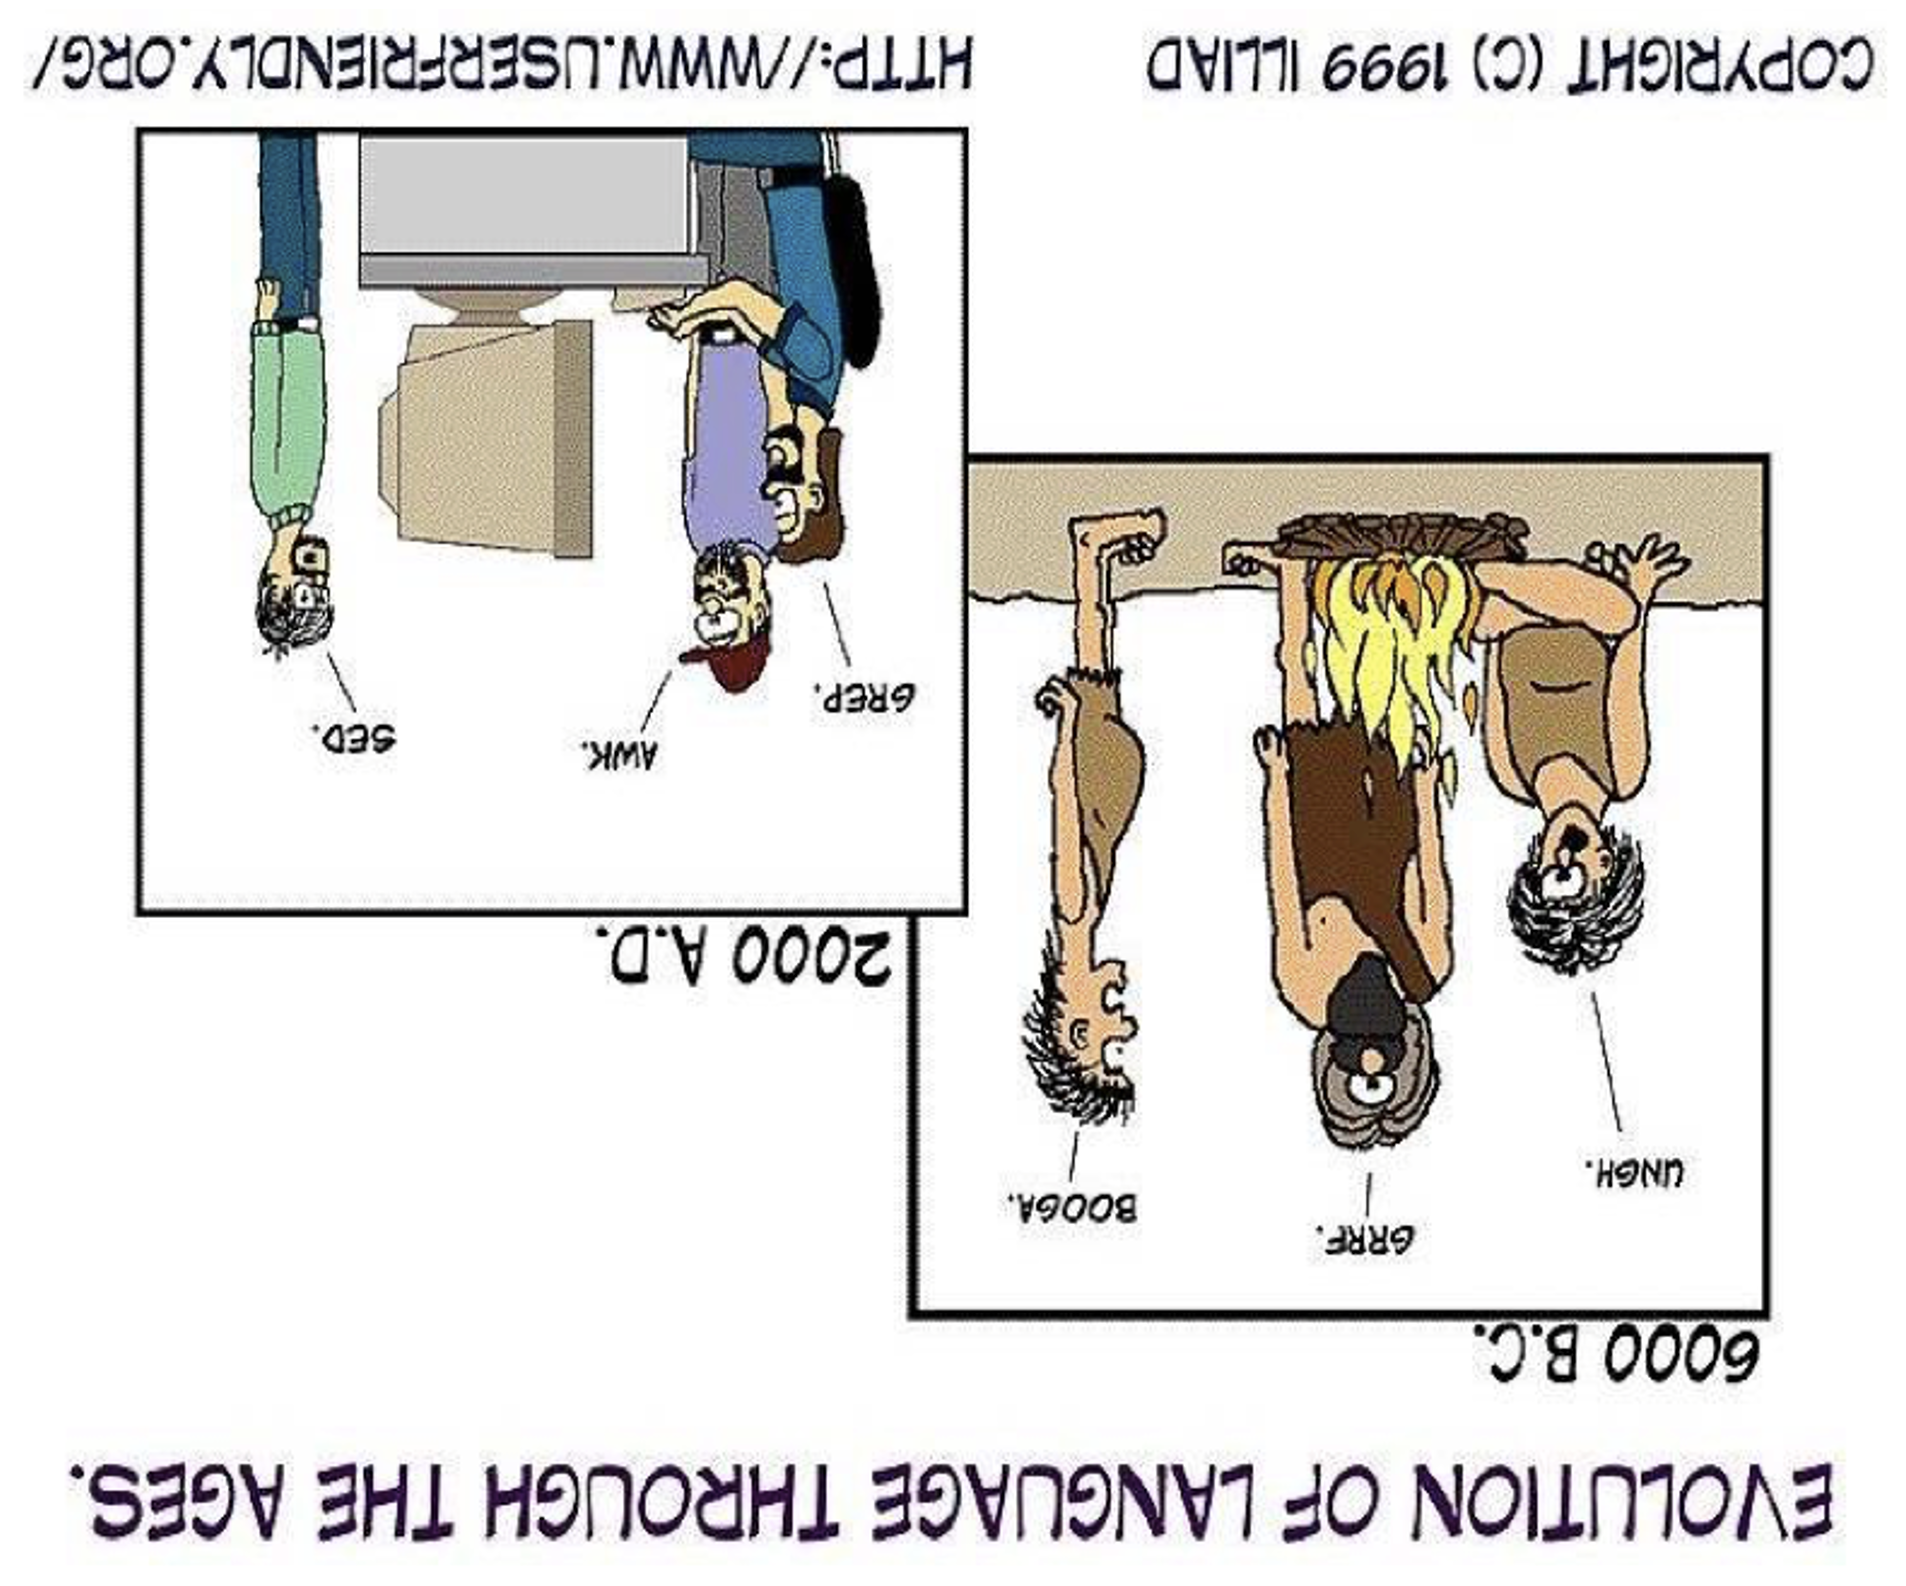 EVOLUTION OF LANGUAGE THROUGH THE AGES.
6000 B.C.
UNGH.
GRRF.
BOOGA.
2000 A.D.
GREP.
AWK.
SED.
COPYRIGHT (C) 1999 ILLIAD
HTTP://WWW.USERFRIENDLY.ORG/